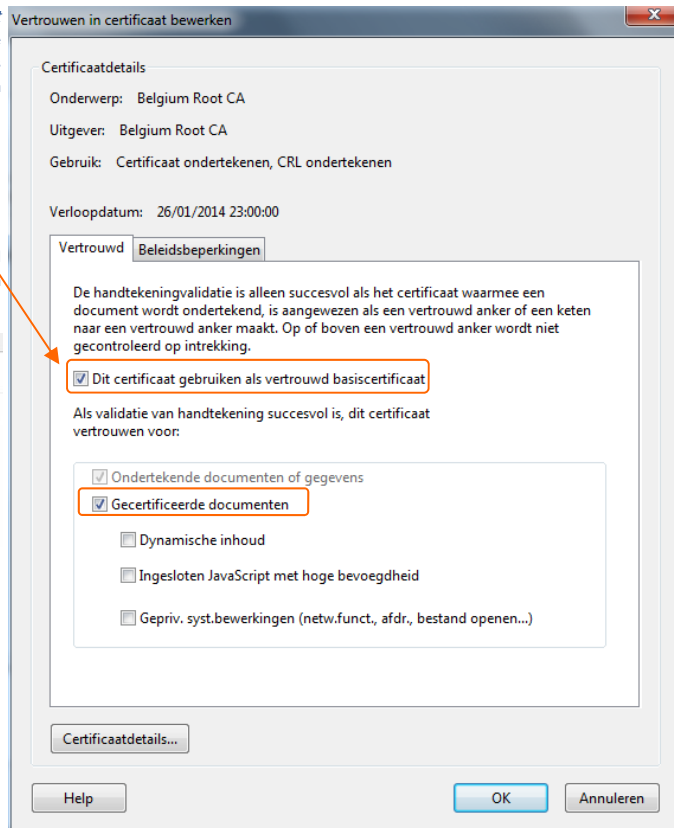 Vertrouwen in certificaat bewerken
Certificaatdetails
Onderwerp: Belgium Root CA
Uitgever: Belgium Root CA
Gebruik: Certificaat ondertekenen, CRL ondertekenen
Verloopdatum: 26/01/2014 23:00:00
Vertrouwd Beleidsbeperkingen
De handtekeningvalidatie is alleen succesvol als het certificaat waarmee een
document wordt ondertekend, is aangewezen als een vertrouwd anker of een keten
naar een vertrouwd anker maakt. Op of boven een vertrouwd anker wordt niet
gecontroleerd op intrekking.
Dit certificaat gebruiken als vertrouwd basiscertificaat
Als validatie van handtekening succesvol is, dit certificaat
vertrouwen voor:
Ondertekende documenten of gegevens
Gecertificeerde documenten
Dynamische inhoud
Ingesloten JavaScript met hoge bevoegdheid
Gepriv. syst.bewerkingen (netw.funct., afdr., bestand openen...)
Certificaatdetails...
Help OK Annuleren